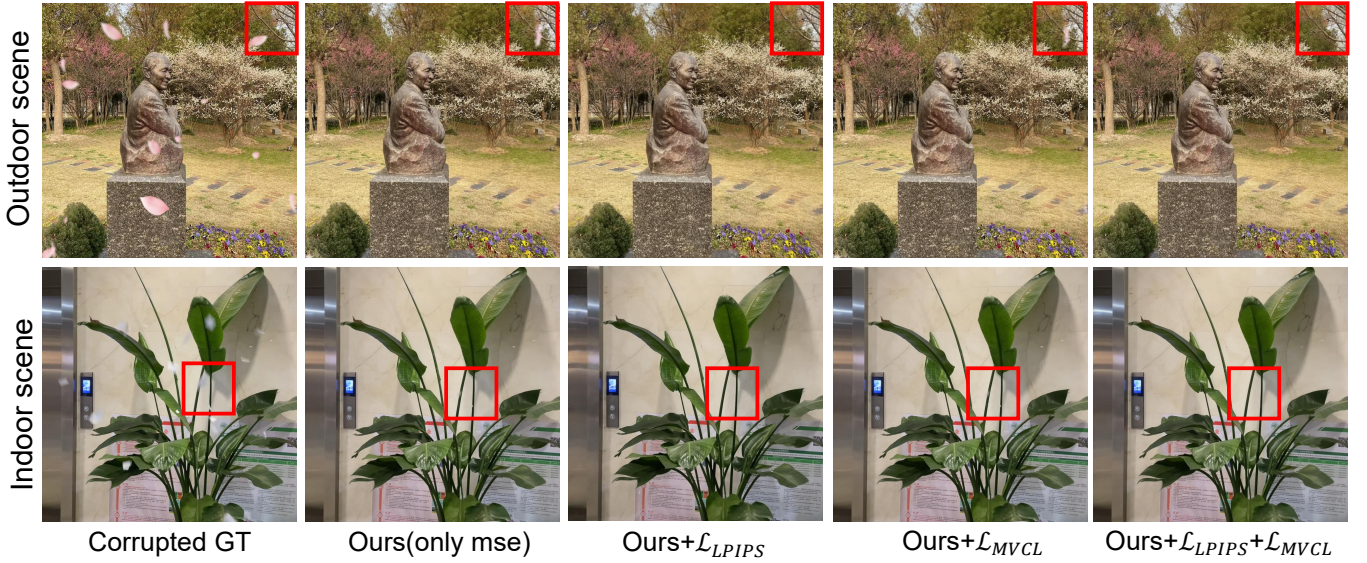 Outdoor scene
Indoor scene
Corrupted GT
Ours(only mse)
Ours+ℒ_LPIPS
Ours+ℒ_MVCL
Ours+ℒ_LPIPS+ℒ_MVCL